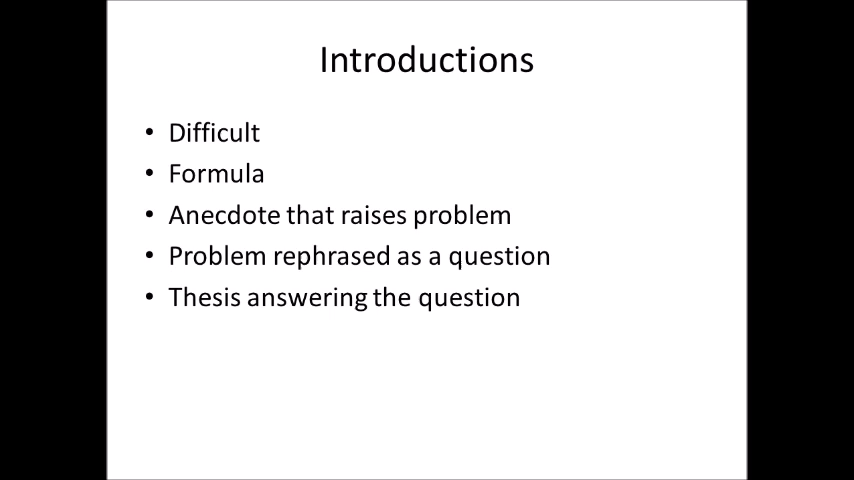 Introductions
• Difficult
• Formula
• Anecdote that raises problem
• Problem rephrased as a question
• Thesis answering the question